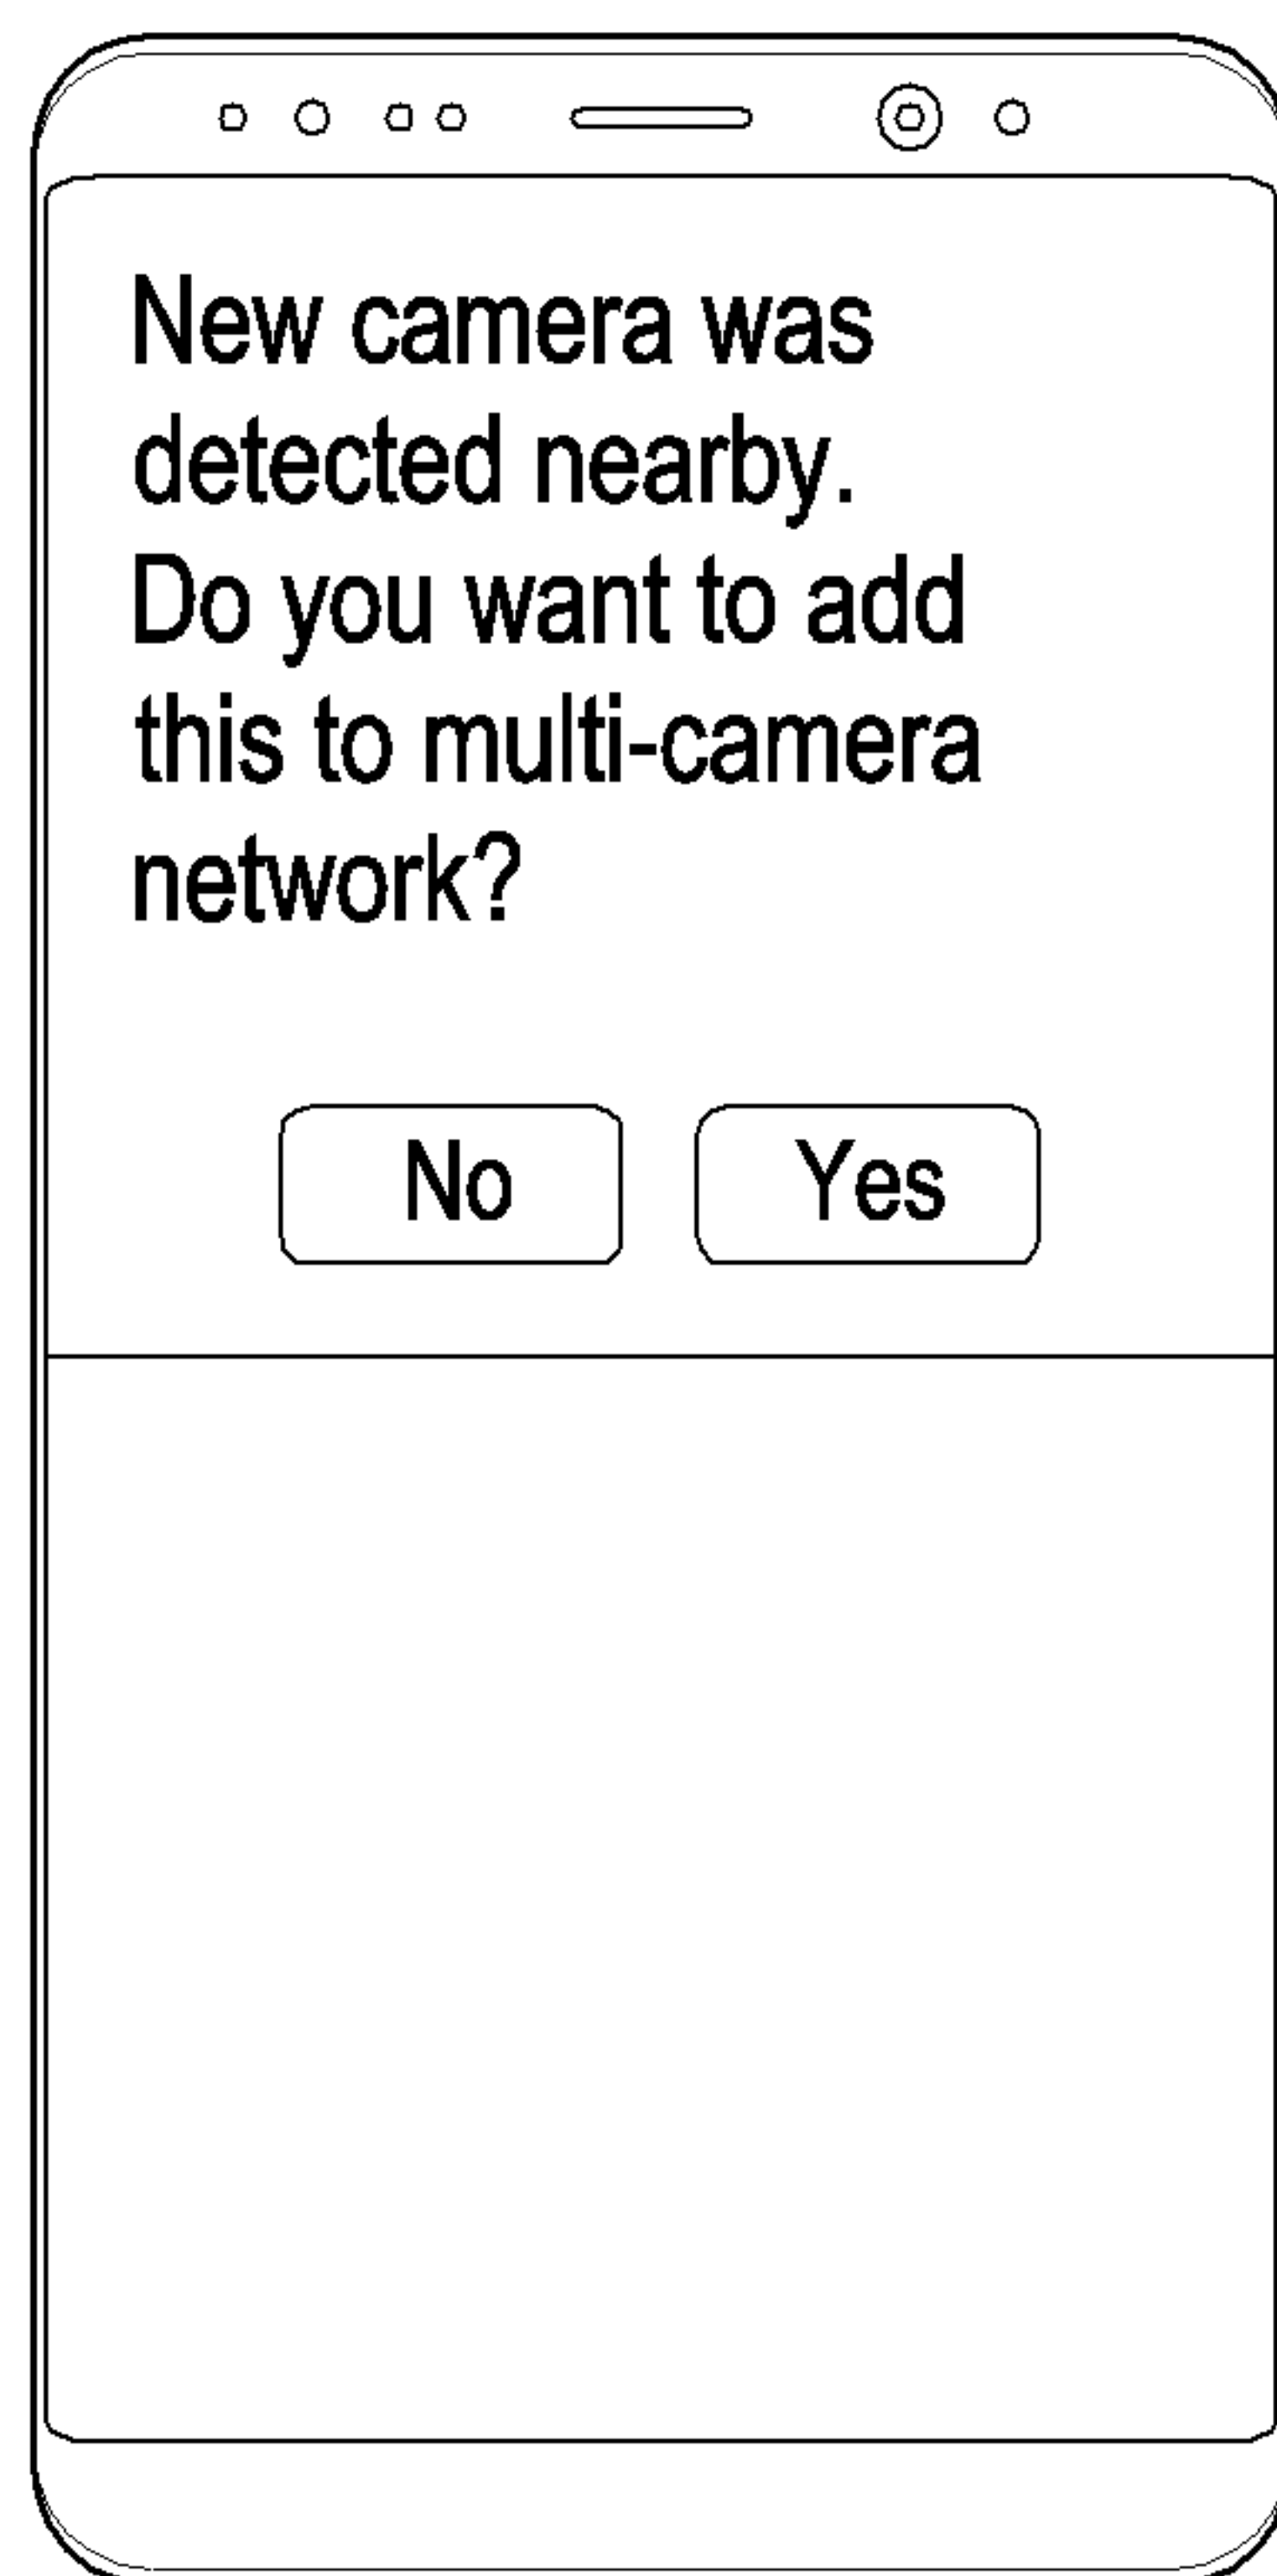 New camera was
detected nearby.
Do you want to add
this to multi-camera
network?
No Yes